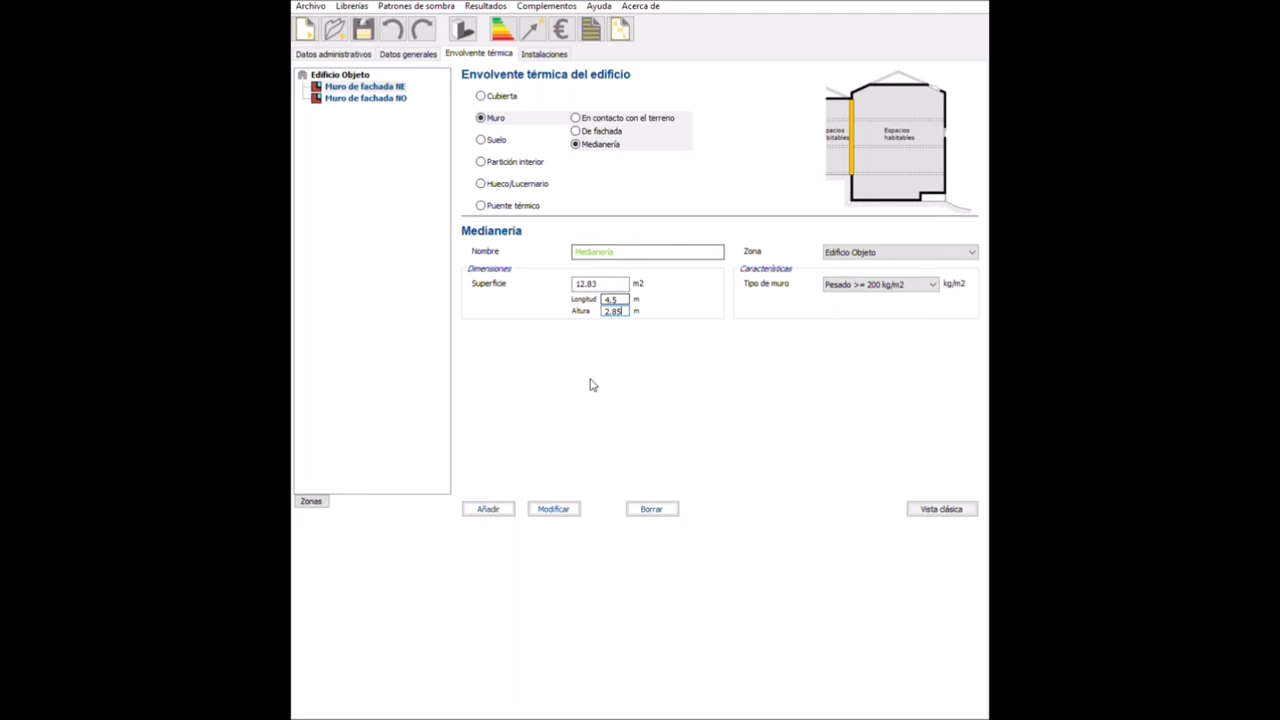 Archivo Librerías Patrones de sombra Resultados Complementos Ayuda Acerca de
Datos administrativos Datos generales Envolvente térmica Instalaciones
Edificio Objeto
Muro de fachada NE
Muro de fachada NO
Zonas
Envolvente térmica del edificio
Cubierta
Muro
En contacto con el terreno
De fachada
Medianería
Suelo
Partición interior
Hueco/Lucernario
Puente térmico
pacios
bitables
Espacios
habitables
Medianería
Nombre Medianería Zona Edificio Objeto
Dimensiones Características
Superficie 12.83 m2 Tipo de muro Pesado >= 200 kg/m2 kg/m2
Longitud 4,5 m
Altura 2.85 m
Añadir Modificar Borrar Vista clásica